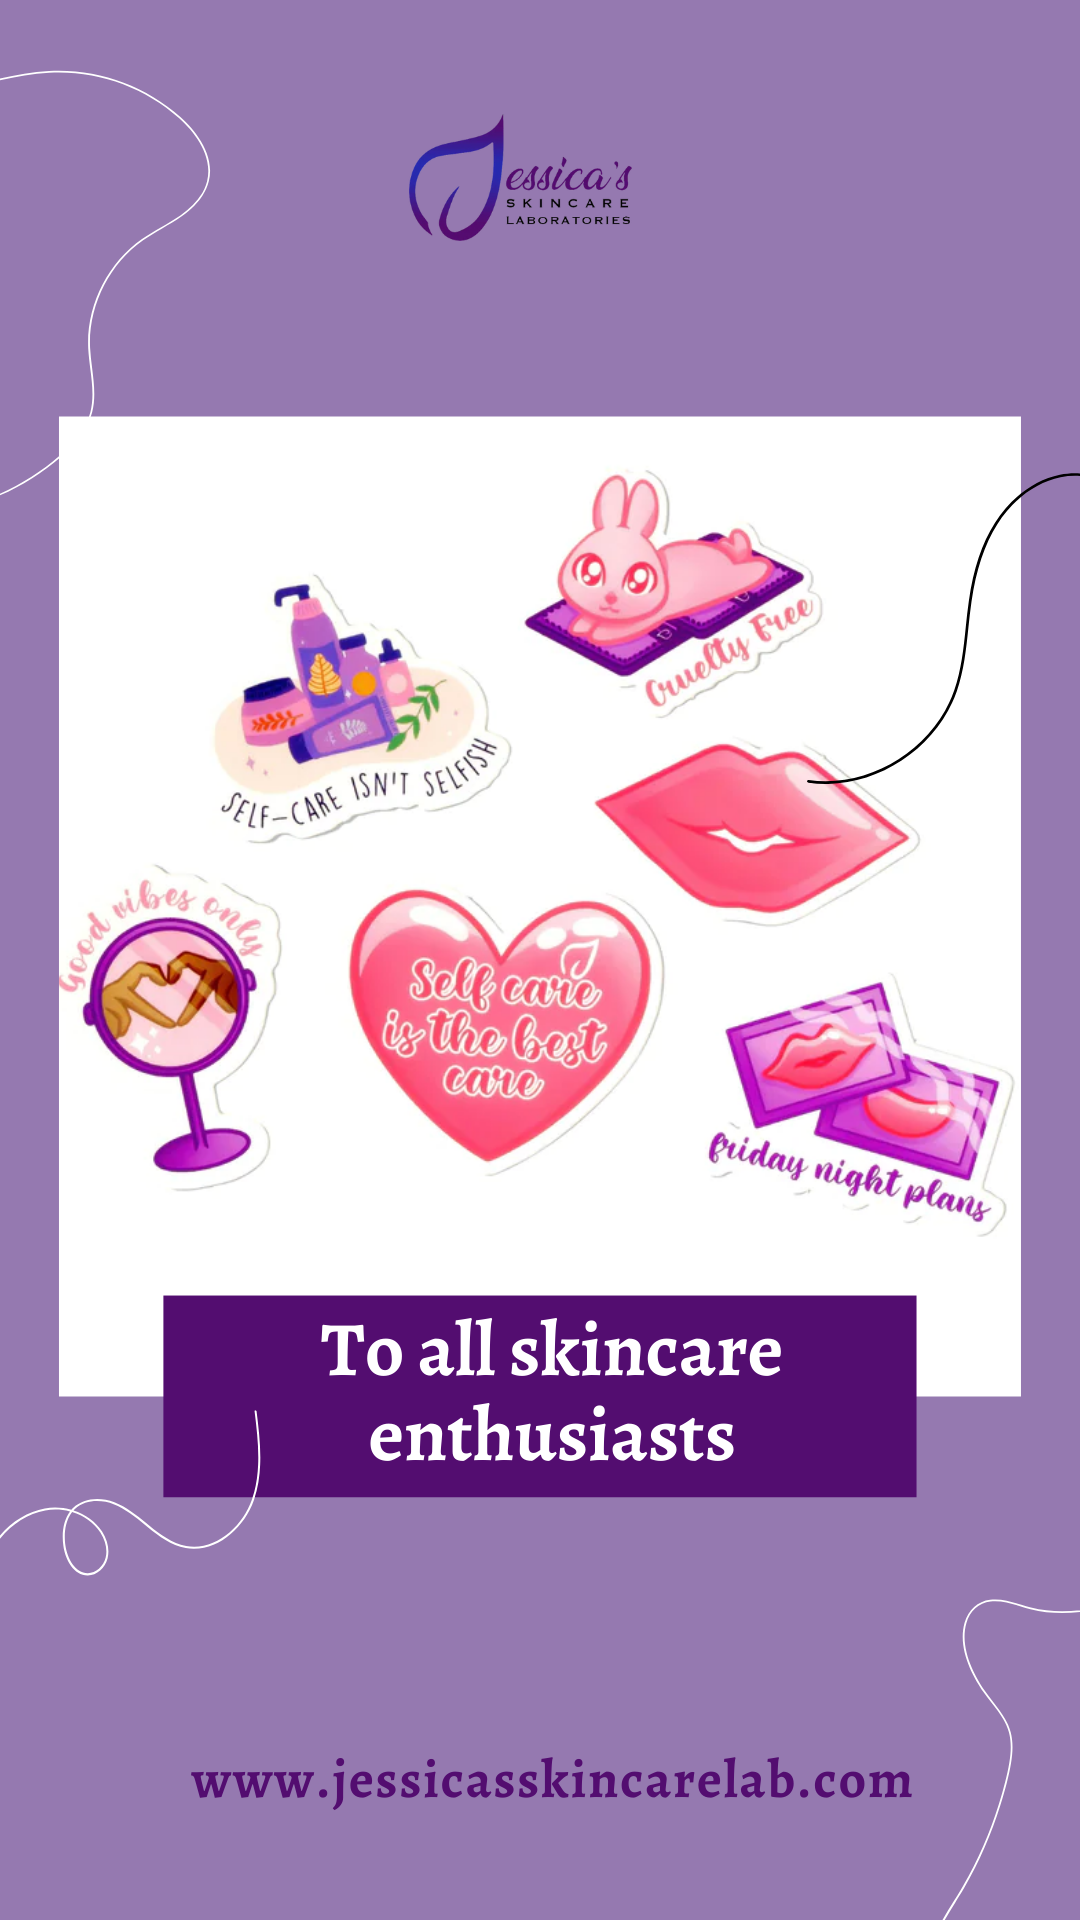 Jessica's
SKINCARE
LABORATORIES
Cruelty Free
SELF-CARE ISN'T SELFISH
Good vibes only
Self care
is the best
care
friday night plans
To all skincare
enthusiasts
www.jessicasskincarelab.com